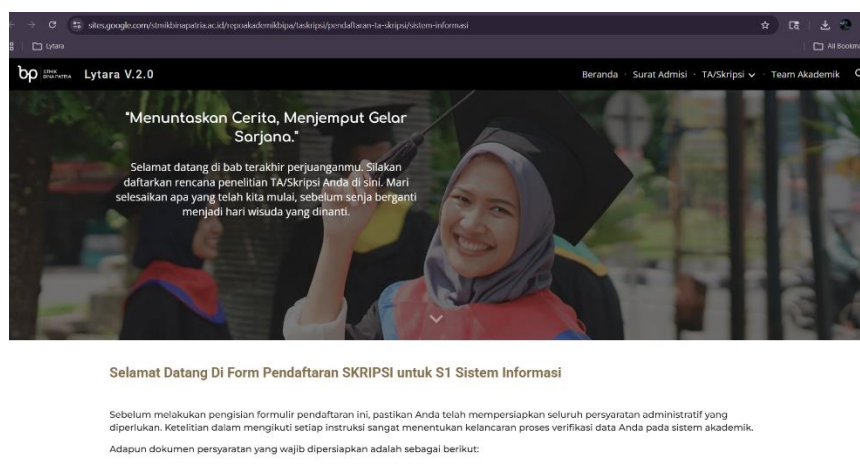 sites.google.com/stmikbinapatria.ac.id/repoakademikbipa/taskripsi/pendaftaran-ta-skripsi/sistem-informasi
Lytara
All Bookm
bp STMIK BINA PATRIA Lytara V.2.0 Beranda Surat Admisi TA/Skripsi Team Akademik
"Menuntaskan Cerita, Menjemput Gelar
Sarjana."
Selamat datang di bab terakhir perjuanganmu. Silakan
daftarkan rencana penelitian TA/Skripsi Anda di sini. Mari
selesaikan apa yang telah kita mulai, sebelum senja berganti
menjadi hari wisuda yang dinanti.
Selamat Datang Di Form Pendaftaran SKRIPSI untuk S1 Sistem Informasi
Sebelum melakukan pengisian formulir pendaftaran ini, pastikan Anda telah mempersiapkan seluruh persyaratan administratif yang
diperlukan. Ketelitian dalam mengikuti setiap instruksi sangat menentukan kelancaran proses verifikasi data Anda pada sistem akademik.
Adapun dokumen persyaratan yang wajib dipersiapkan adalah sebagai berikut: